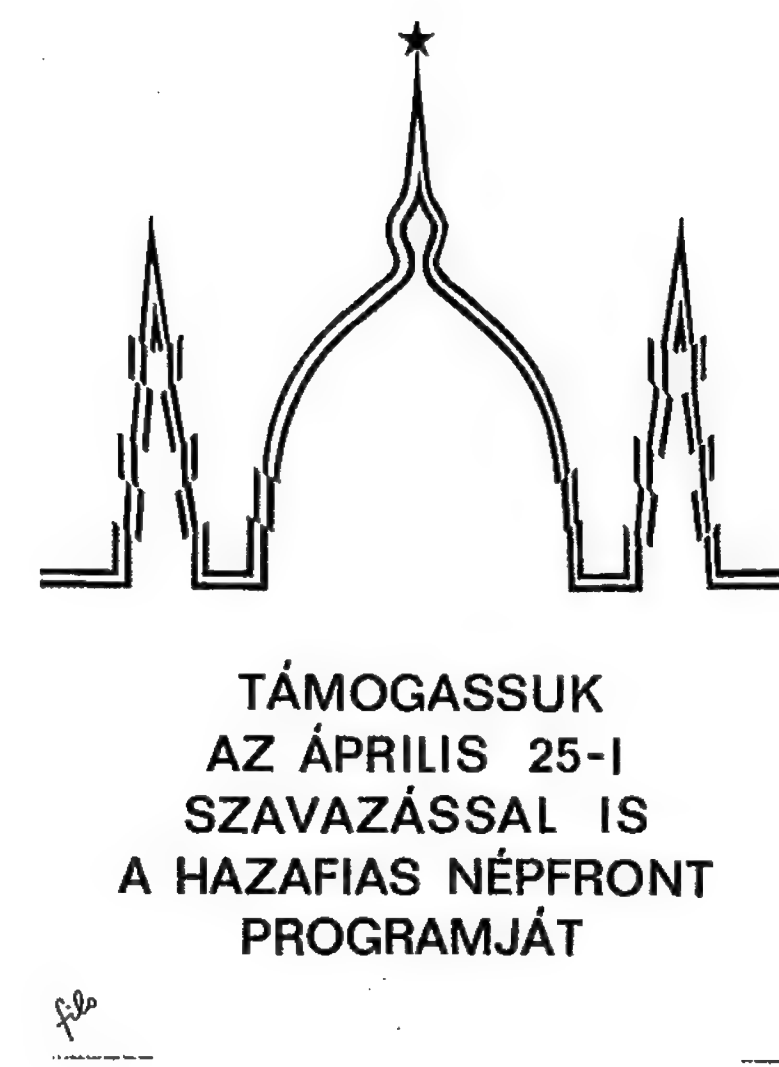 TÁMOGASSUK
AZ ÁPRILIS 25-I
SZAVAZÁSSAL IS
A HAZAFIAS NÉPFRONT
PROGRAMJÁT
filo